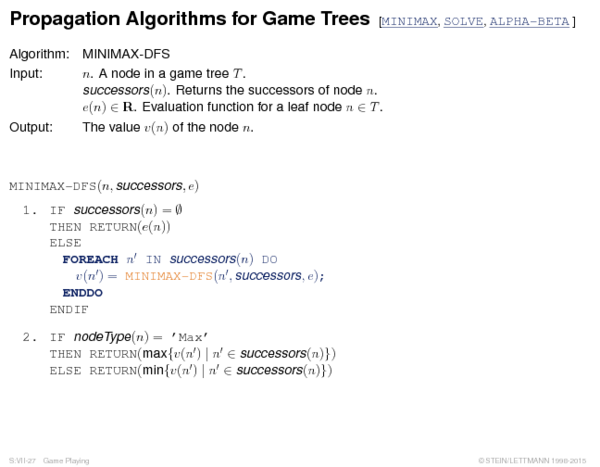 Propagation Algorithms for Game Trees [MINIMAX, SOLVE, ALPHA-BETA]
Algorithm: MINIMAX-DFS
Input: n. A node in a game tree T.
successors(n). Returns the successors of node n.
e(n) ∈ R. Evaluation function for a leaf node n ∈ T.
Output: The value v(n) of the node n.
MINIMAX-DFS(n, successors, e)
1. IF successors(n) = ∅
THEN RETURN(e(n))
ELSE
FOREACH n′ IN successors(n) DO
v(n′) = MINIMAX-DFS(n′, successors, e);
ENDDO
ENDIF
2. IF nodeType(n) = 'Max'
THEN RETURN(max{v(n′) | n′ ∈ successors(n)})
ELSE RETURN(min{v(n′) | n′ ∈ successors(n)})
S:VII-27 Game Playing ©STEIN/LETTMANN 1998-2015